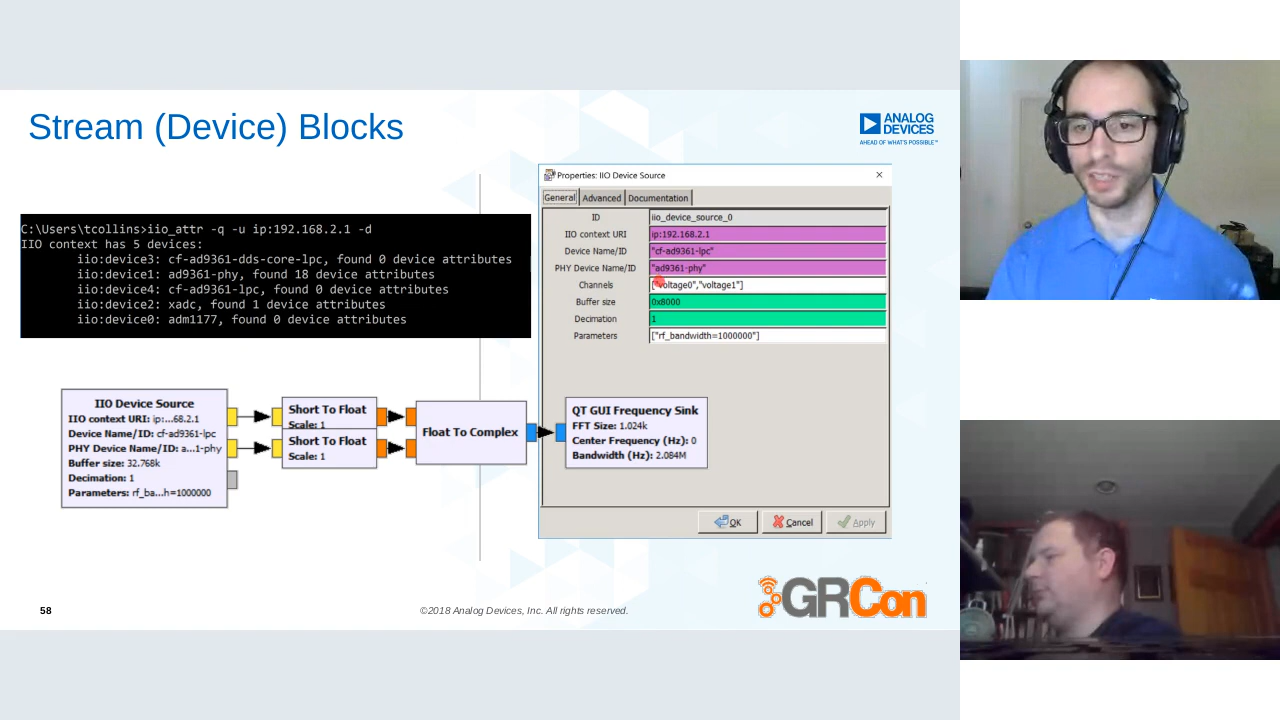 Stream (Device) Blocks
ANALOG
DEVICES
AHEAD OF WHAT'S POSSIBLE™
C:\Users\tcollins>iio_attr -q -u ip:192.168.2.1 -d
IIO context has 5 devices:
iio:device3: cf-ad9361-dds-core-lpc, found 0 device attributes
iio:device1: ad9361-phy, found 18 device attributes
iio:device4: cf-ad9361-lpc, found 0 device attributes
iio:device2: xadc, found 1 device attributes
iio:device0: adm1177, found 0 device attributes
Properties: IIO Device Source
General Advanced Documentation
ID iio_device_source_0
IIO context URI ip:192.168.2.1
Device Name/ID "cf-ad9361-lpc"
PHY Device Name/ID "ad9361-phy"
Channels ["voltage0","voltage1"]
Buffer size 0x8000
Decimation 1
Parameters ["rf_bandwidth=1000000"]
IIO Device Source
IIO context URI: ip:...68.2.1
Device Name/ID: cf-ad9361-lpc
PHY Device Name/ID: a...1-phy
Buffer size: 32.768k
Decimation: 1
Parameters: rf_ba...h=1000000
Short To Float
Scale: 1
Short To Float
Scale: 1
Float To Complex
QT GUI Frequency Sink
FFT Size: 1.024k
Center Frequency (Hz): 0
Bandwidth (Hz): 2.084M
OK Cancel Apply
58
©2018 Analog Devices, Inc. All rights reserved.
GRCon